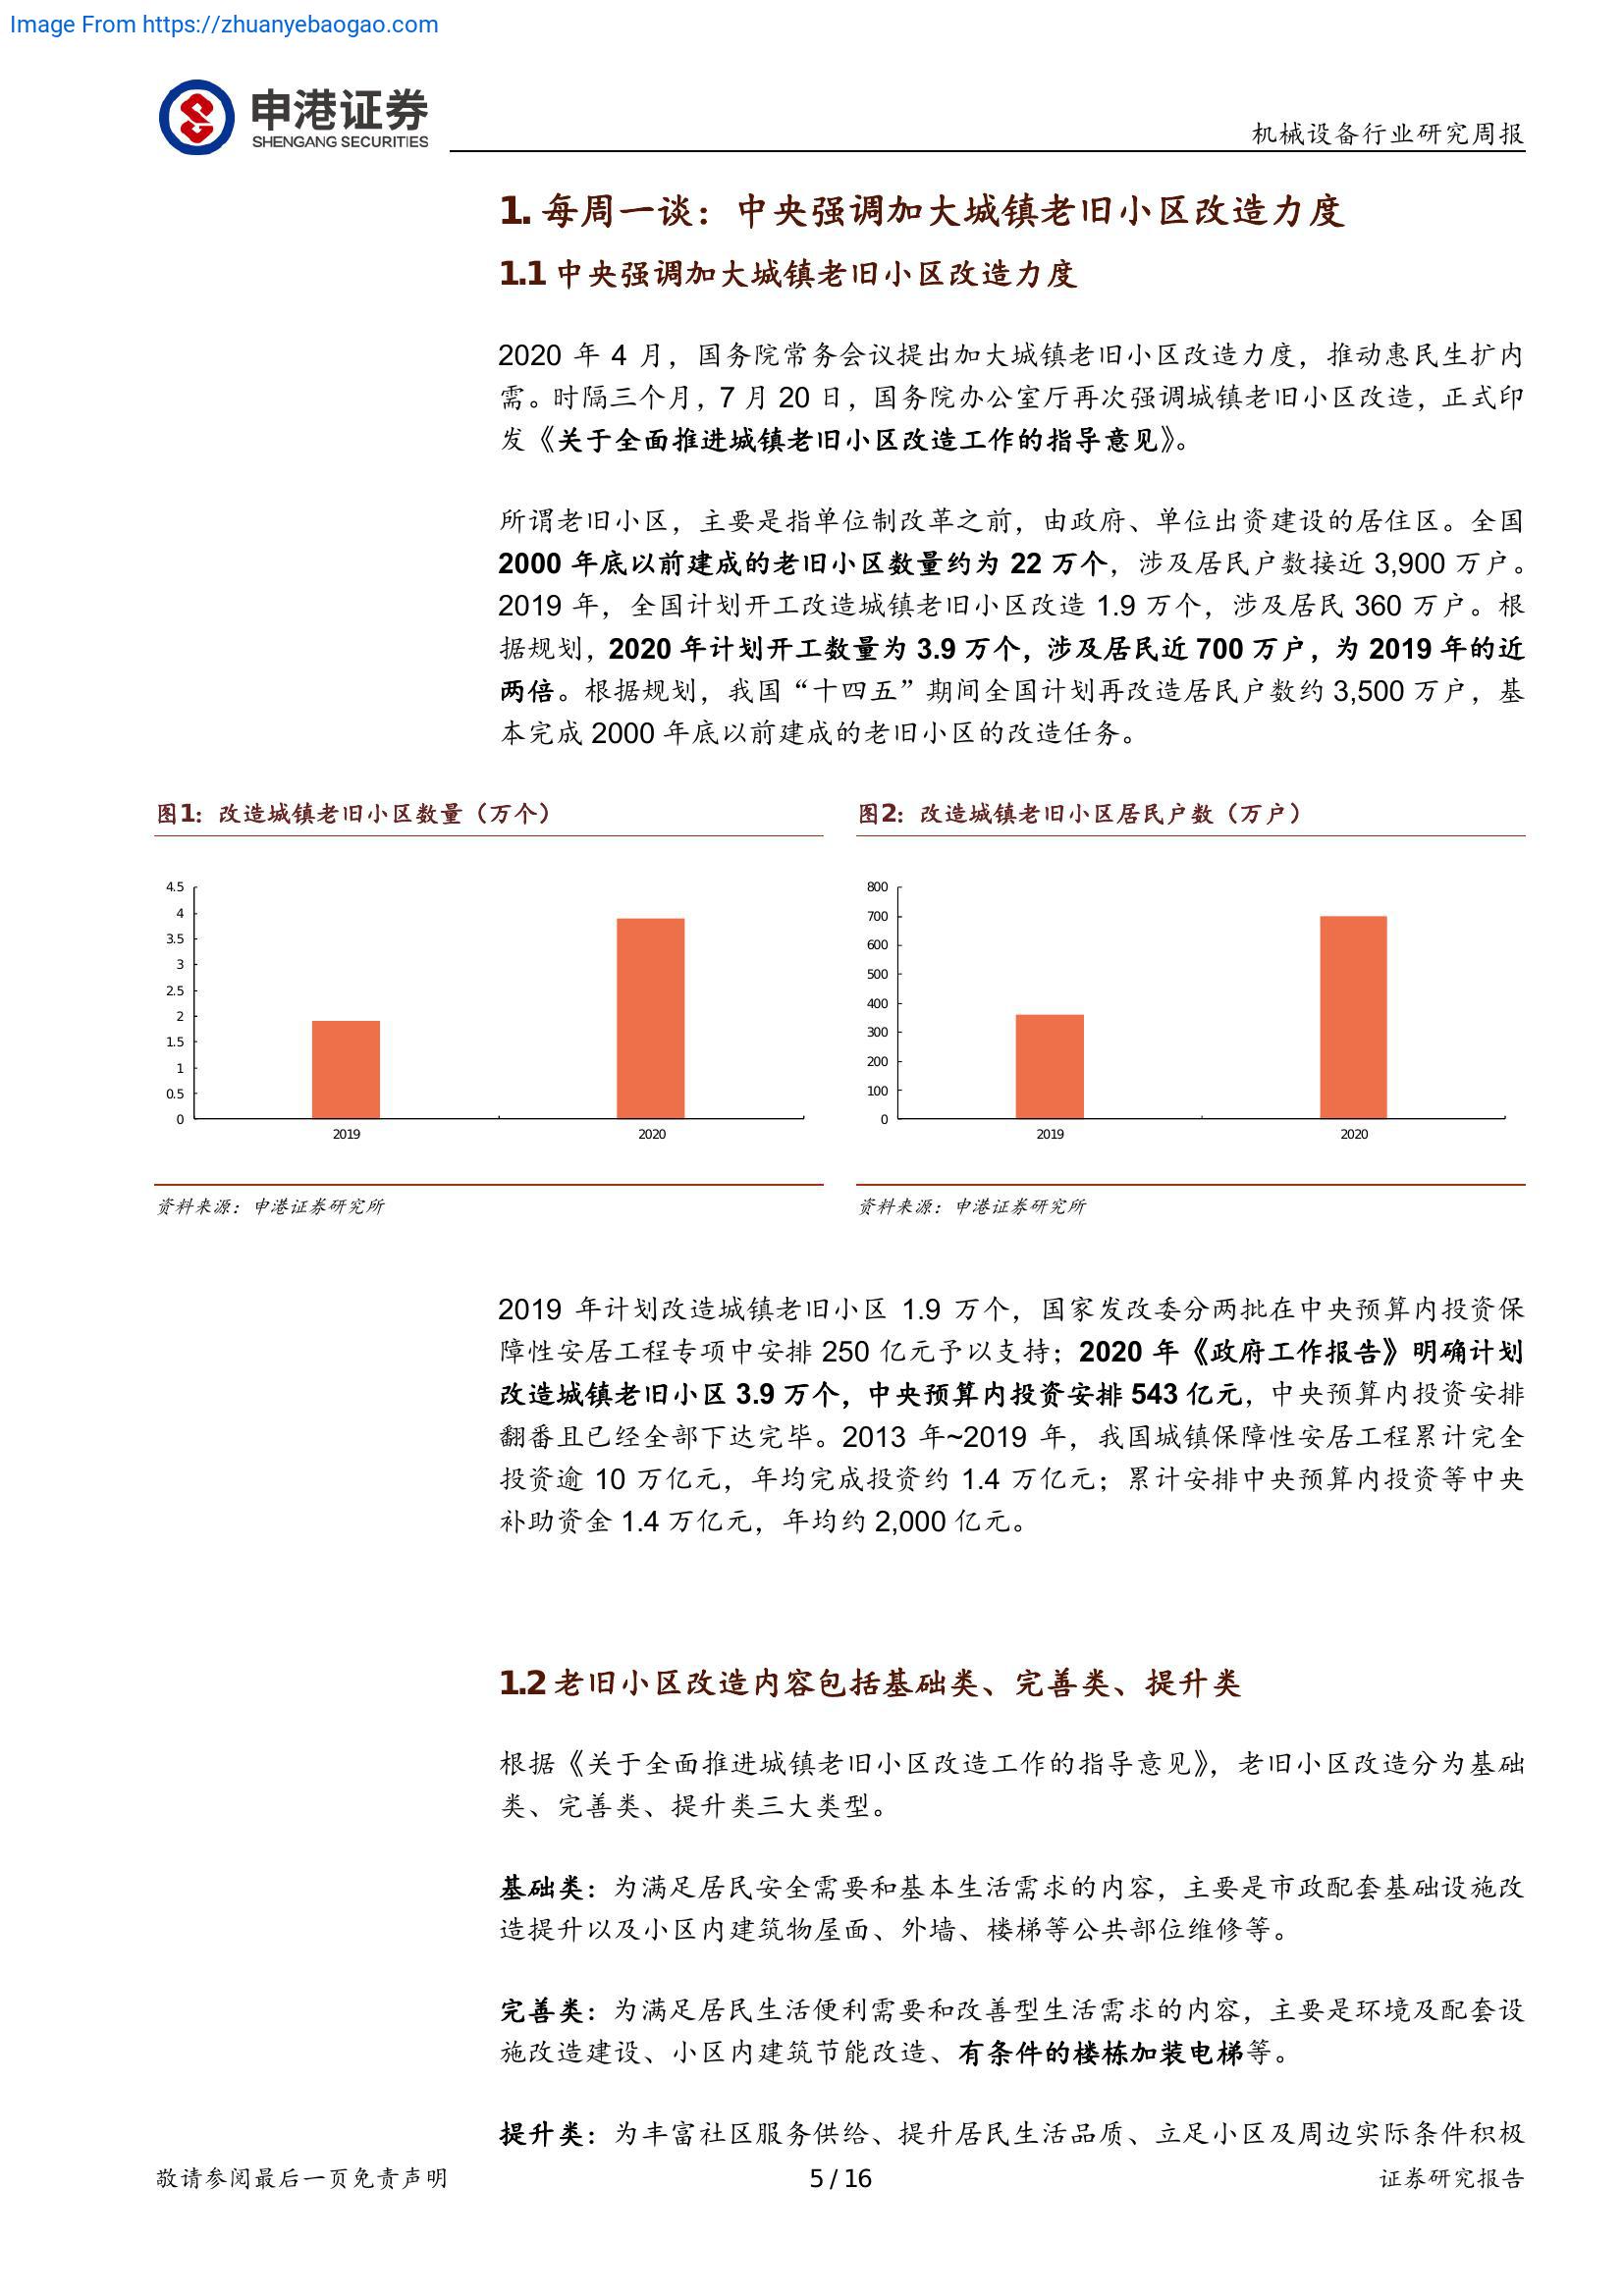 Image From https://zhuanyebaogao.com
申港证券
SHENGANG SECURITIES
机械设备行业研究周报
1. 每周一谈：中央强调加大城镇老旧小区改造力度
1.1 中央强调加大城镇老旧小区改造力度
2020 年 4 月，国务院常务会议提出加大城镇老旧小区改造力度，推动惠民生扩内
需。时隔三个月，7 月 20 日，国务院办公室厅再次强调城镇老旧小区改造，正式印
发《关于全面推进城镇老旧小区改造工作的指导意见》。
所谓老旧小区，主要是指单位制改革之前，由政府、单位出资建设的居住区。全国
2000 年底以前建成的老旧小区数量约为 22 万个，涉及居民户数接近 3,900 万户。
2019 年，全国计划开工改造城镇老旧小区改造 1.9 万个，涉及居民 360 万户。根
据规划，2020 年计划开工数量为 3.9 万个，涉及居民近 700 万户，为 2019 年的近
两倍。根据规划，我国“十四五”期间全国计划再改造居民户数约 3,500 万户，基
本完成 2000 年底以前建成的老旧小区的改造任务。
图1：改造城镇老旧小区数量（万个）
4.5
4
3.5
3
2.5
2
1.5
1
0.5
0
2019 2020
资料来源：申港证券研究所
图2：改造城镇老旧小区居民户数（万户）
800
700
600
500
400
300
200
100
0
2019 2020
资料来源：申港证券研究所
2019 年计划改造城镇老旧小区 1.9 万个，国家发改委分两批在中央预算内投资保
障性安居工程专项中安排 250 亿元予以支持；2020 年《政府工作报告》明确计划
改造城镇老旧小区 3.9 万个，中央预算内投资安排 543 亿元，中央预算内投资安排
翻番且已经全部下达完毕。2013 年~2019 年，我国城镇保障性安居工程累计完全
投资逾 10 万亿元，年均完成投资约 1.4 万亿元；累计安排中央预算内投资等中央
补助资金 1.4 万亿元，年均约 2,000 亿元。
1.2 老旧小区改造内容包括基础类、完善类、提升类
根据《关于全面推进城镇老旧小区改造工作的指导意见》，老旧小区改造分为基础
类、完善类、提升类三大类型。
基础类：为满足居民安全需要和基本生活需求的内容，主要是市政配套基础设施改
造提升以及小区内建筑物屋面、外墙、楼梯等公共部位维修等。
完善类：为满足居民生活便利需要和改善型生活需求的内容，主要是环境及配套设
施改造建设、小区内建筑节能改造、有条件的楼栋加装电梯等。
提升类：为丰富社区服务供给、提升居民生活品质、立足小区及周边实际条件积极
敬请参阅最后一页免责声明
5 / 16
证券研究报告